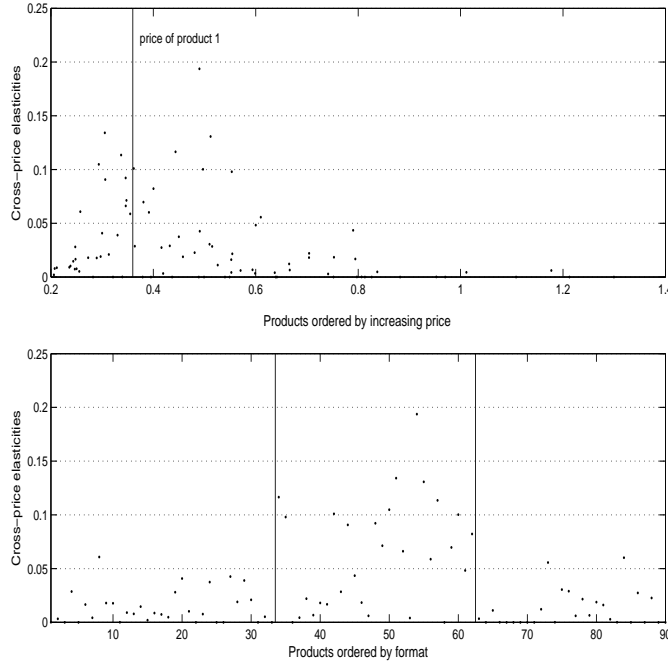 0.25
price of product 1
0.2
0.15
0.1
0.05
0
Cross−price elasticities
0.2 0.4 0.6 0.8 1 1.2 1.4
Products ordered by increasing price
0.25
0.2
0.15
0.1
0.05
0
Cross−price elasticities
10 20 30 40 50 60 70 80 90
Products ordered by format